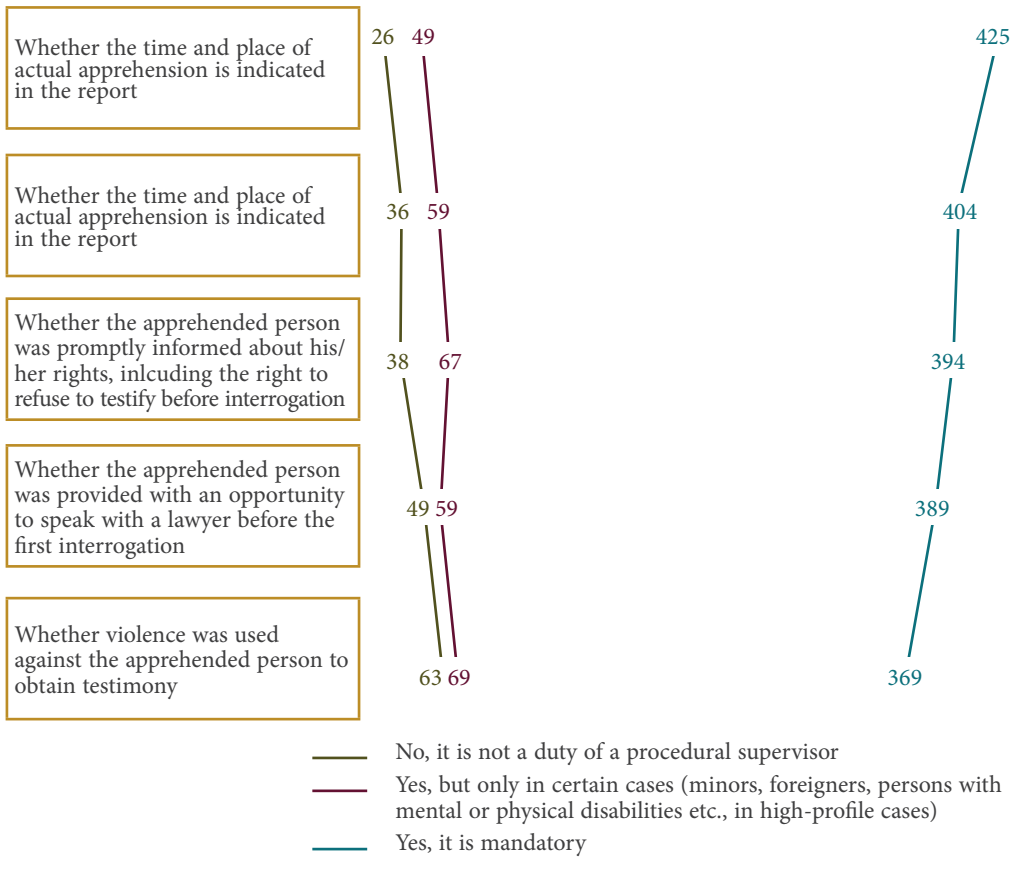 Whether the time and place of
actual apprehension is indicated
in the report
26 49 425
Whether the time and place of
actual apprehension is indicated
in the report
36 59 404
Whether the apprehended person
was promptly informed about his/
her rights, inlcuding the right to
refuse to testify before interrogation
38 67 394
Whether the apprehended person
was provided with an opportunity
to speak with a lawyer before the
first interrogation
49 59 389
Whether violence was used
against the apprehended person to
obtain testimony
63 69 369
No, it is not a duty of a procedural supervisor
Yes, but only in certain cases (minors, foreigners, persons with
mental or physical disabilities etc., in high-profile cases)
Yes, it is mandatory